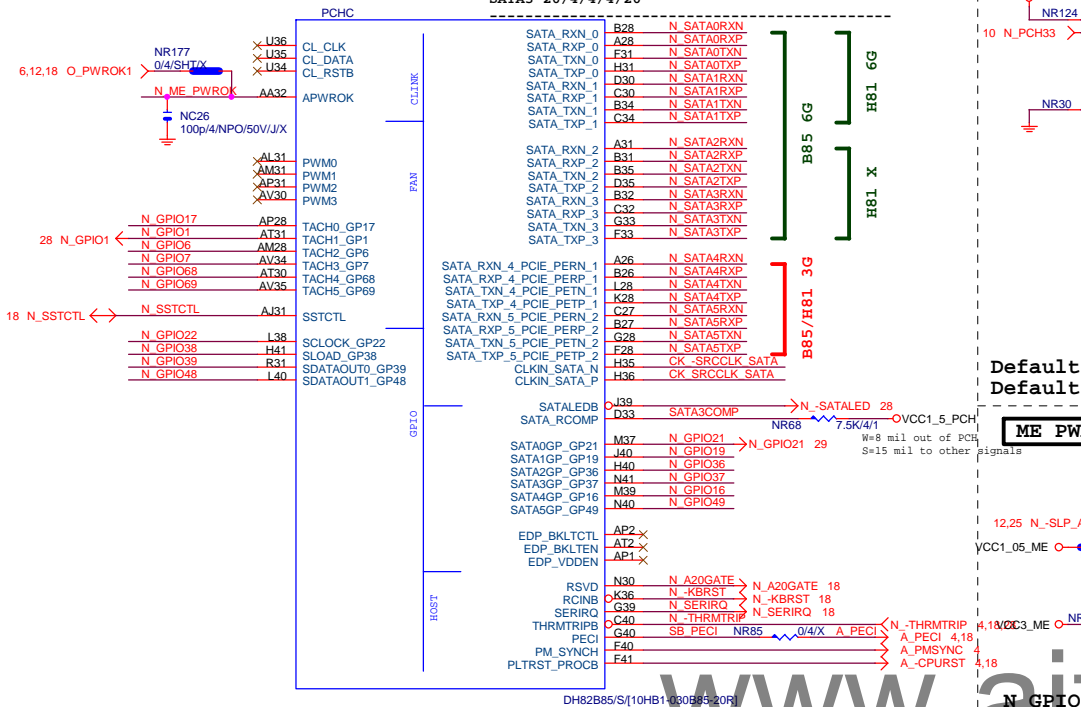 SATA3 20/4/4/4/20
PCHC
NR177
0/4/SHT/X
6,12,18 O_PWROK1
N_ME_PWROK
NC26
100p/4/NPO/50V/J/X
U36 CL_CLK
U35 CL_DATA
U34 CL_RSTB
AA32 APWROK
CLINK
AL31 PWM0
AM31 PWM1
AP31 PWM2
AV30 PWM3
FAN
N_GPIO17 AP28 TACH0_GP17
28 N_GPIO1 N_GPIO1 AT31 TACH1_GP1
N_GPIO6 AM28 TACH2_GP6
N_GPIO7 AV34 TACH3_GP7
N_GPIO68 AT30 TACH4_GP68
N_GPIO69 AV35 TACH5_GP69
18 N_SSTCTL N_SSTCTL AJ31 SSTCTL
N_GPIO22 L38 SCLOCK_GP22
N_GPIO38 H41 SLOAD_GP38
N_GPIO39 R31 SDATAOUT0_GP39
N_GPIO48 L40 SDATAOUT1_GP48
GPIO
HOST
SATA_RXN_0 B28 N_SATA0RXN
SATA_RXP_0 A28 N_SATA0RXP
SATA_TXN_0 F31 N_SATA0TXN
SATA_TXP_0 H31 N_SATA0TXP
SATA_RXN_1 D30 N_SATA1RXN
SATA_RXP_1 C30 N_SATA1RXP
SATA_TXN_1 B34 N_SATA1TXN
SATA_TXP_1 C34 N_SATA1TXP
SATA_RXN_2 A31 N_SATA2RXN
SATA_RXP_2 B31 N_SATA2RXP
SATA_TXN_2 B35 N_SATA2TXN
SATA_TXP_2 D35 N_SATA2TXP
SATA_RXN_3 B32 N_SATA3RXN
SATA_RXP_3 C32 N_SATA3RXP
SATA_TXN_3 G33 N_SATA3TXN
SATA_TXP_3 F33 N_SATA3TXP
B85 6G
H81 6G
H81 X
SATA_RXN_4_PCIE_PERN_1 A26 N_SATA4RXN
SATA_RXP_4_PCIE_PERP_1 B26 N_SATA4RXP
SATA_TXN_4_PCIE_PETN_1 L28 N_SATA4TXN
SATA_TXP_4_PCIE_PETP_1 K28 N_SATA4TXP
SATA_RXN_5_PCIE_PERN_2 C27 N_SATA5RXN
SATA_RXP_5_PCIE_PERP_2 B27 N_SATA5RXP
SATA_TXN_5_PCIE_PETN_2 G28 N_SATA5TXN
SATA_TXP_5_PCIE_PETP_2 F28 N_SATA5TXP
B85/H81 3G
CLKIN_SATA_N H35 CK_-SRCCLK_SATA
CLKIN_SATA_P H36 CK_SRCCLK_SATA
SATALEDB J39 N_-SATALED 28
SATA_RCOMP D33 SATA3COMP NR68 7.5K/4/1 VCC1_5_PCH
W=8 mil out of PCH
S=15 mil to other signals
SATA0GP_GP21 M37 N_GPIO21 N_GPIO21 29
SATA1GP_GP19 J40 N_GPIO19
SATA2GP_GP36 H40 N_GPIO36
SATA3GP_GP37 N41 N_GPIO37
SATA4GP_GP16 M39 N_GPIO16
SATA5GP_GP49 N40 N_GPIO49
EDP_BKLTCTL AP2
EDP_BKLTEN AT2
EDP_VDDEN AP1
RSVD N30 N_A20GATE N_A20GATE 18
RCINB K36 N_-KBRST N_-KBRST 18
SERIRQ G39 N_SERIRQ N_SERIRQ 18
THRMTRIPB C40 N_-THRMTRIP N_-THRMTRIP
PECI G40 SB_PECI NR85 0/4/X A_PECI A_PECI 4,18
PM_SYNCH F40 A_PMSYNC 4
PLTRST_PROCB F41 A_-CPURST 4,18
DH82B85/S/[10HB1-030B85-20R]
NR124
10 N_PCH33
NR30
Default
Default
ME PW
12,25 N_-SLP_A
VCC1_05_ME
VCC3_ME
N_GPIO